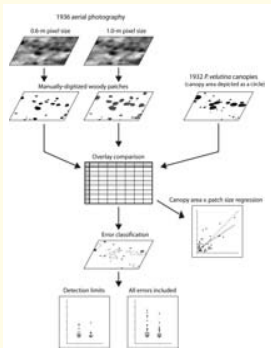 1936 aerial photography
0.6-m pixel size
1.0-m pixel size
Manually-digitized woody patches
1932 P. velutina canopies
(canopy area depicted as a circle)
Overlay comparison
Canopy area x patch size regression
Error classification
Detection limits
All errors included